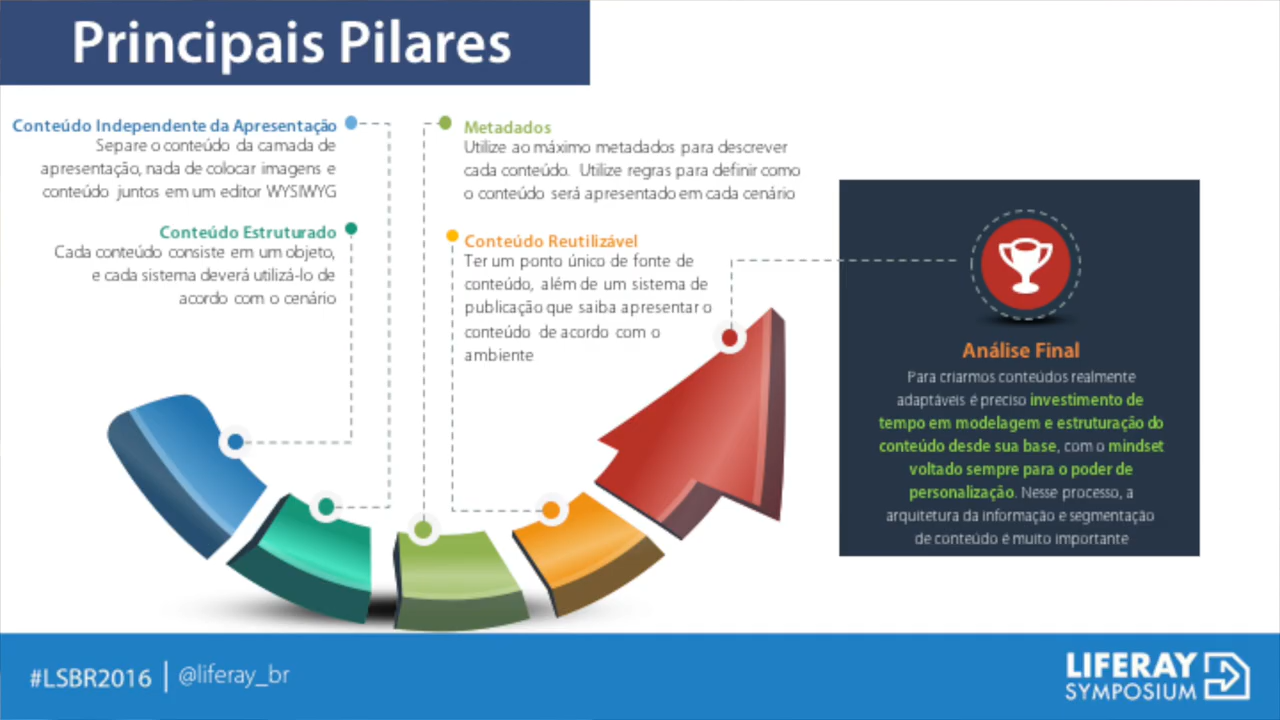 Principais Pilares
Conteúdo Independente da Apresentação
Separe o conteúdo da camada de
apresentação, nada de colocar imagens e
conteúdo juntos em um editor WYSIWYG
Conteúdo Estruturado
Cada conteúdo consiste em um objeto,
e cada sistema deverá utilizá-lo de
acordo com o cenário
Metadados
Utilize ao máximo metadados para descrever
cada conteúdo. Utilize regras para definir como
o conteúdo será apresentado em cada cenário
Conteúdo Reutilizável
Ter um ponto único de fonte de
conteúdo, além de um sistema de
publicação que saiba apresentar o
conteúdo de acordo com o
ambiente
Análise Final
Para criarmos conteúdos realmente
adaptáveis é preciso investimento de
tempo em modelagem e estruturação do
conteúdo desde sua base, com o mindset
voltado sempre para o poder de
personalização. Nesse processo, a
arquitetura da informação e segmentação
de conteúdo é muito importante
#LSBR2016 | @liferay_br
LIFERAY
SYMPOSIUM